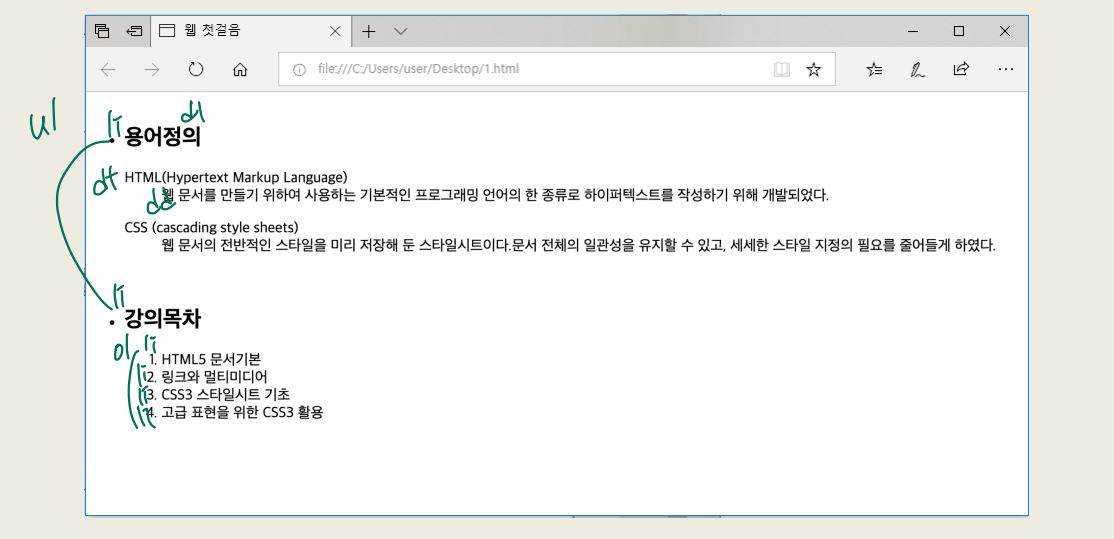 웹 첫걸음
file:///C:/Users/user/Desktop/1.html
ul
li dl
• 용어정의
dt HTML(Hypertext Markup Language)
dd 웹 문서를 만들기 위하여 사용하는 기본적인 프로그래밍 언어의 한 종류로 하이퍼텍스트를 작성하기 위해 개발되었다.
CSS (cascading style sheets)
웹 문서의 전반적인 스타일을 미리 저장해 둔 스타일시트이다.문서 전체의 일관성을 유지할 수 있고, 세세한 스타일 지정의 필요를 줄어들게 하였다.
li
• 강의목차
ol li 1. HTML5 문서기본
li 2. 링크와 멀티미디어
li 3. CSS3 스타일시트 기초
li 4. 고급 표현을 위한 CSS3 활용